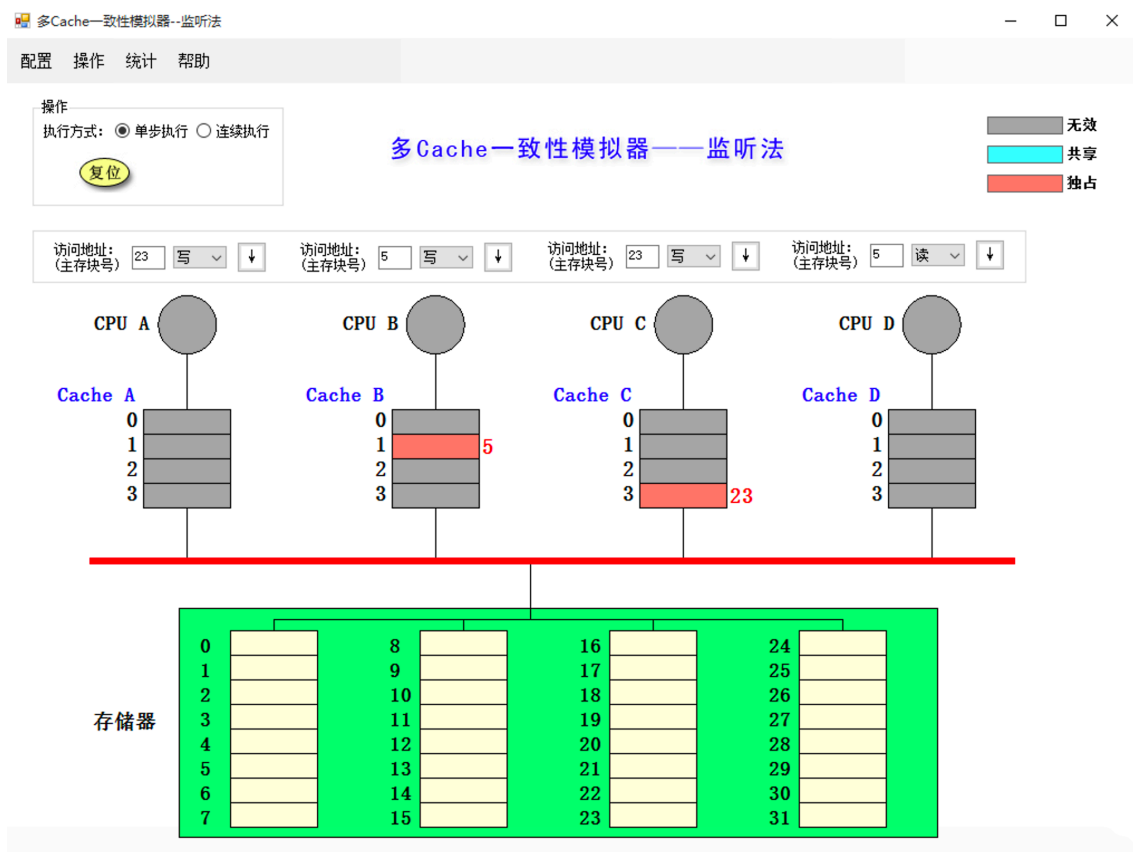 多Cache一致性模拟器--监听法
配置 操作 统计 帮助
操作
执行方式： 单步执行 连续执行
复位
多Cache一致性模拟器——监听法
无效
共享
独占
访问地址：
(主存块号) 23 写 ↓
访问地址：
(主存块号) 5 写 ↓
访问地址：
(主存块号) 23 写 ↓
访问地址：
(主存块号) 5 读 ↓
CPU A CPU B CPU C CPU D
Cache A Cache B Cache C Cache D
0 0 0 0
1 1 5 1 1
2 2 2 2
3 3 3 23 3
存储器
0 8 16 24
1 9 17 25
2 10 18 26
3 11 19 27
4 12 20 28
5 13 21 29
6 14 22 30
7 15 23 31